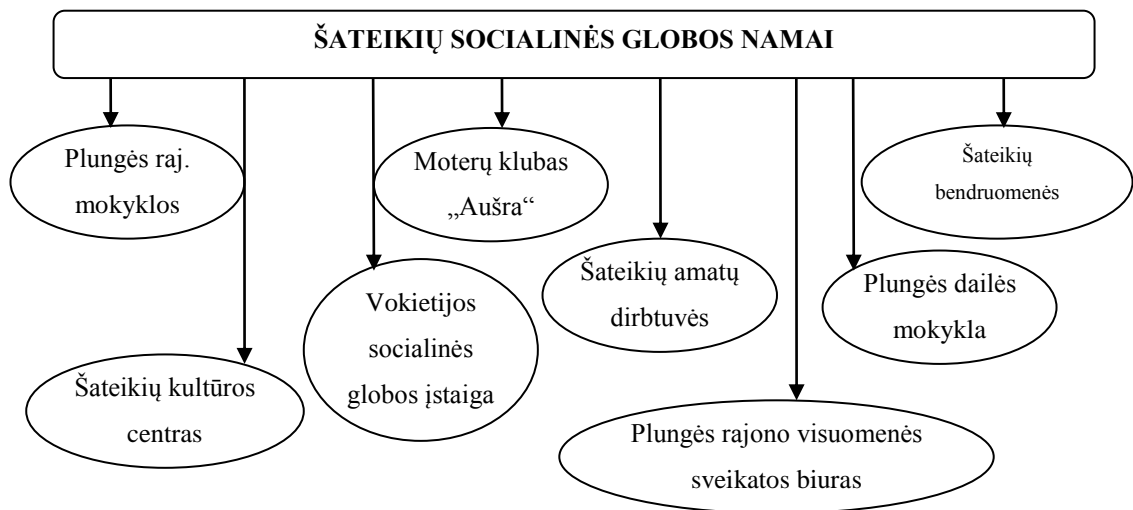 ŠATEIKIŲ SOCIALINĖS GLOBOS NAMAI
Plungės raj.
mokyklos
Moterų klubas
„Aušra“
Šateikių
bendruomenės
Vokietijos
socialinės
globos įstaiga
Šateikių amatų
dirbtuvės
Plungės dailės
mokykla
Šateikių kultūros
centras
Plungės rajono visuomenės
sveikatos biuras